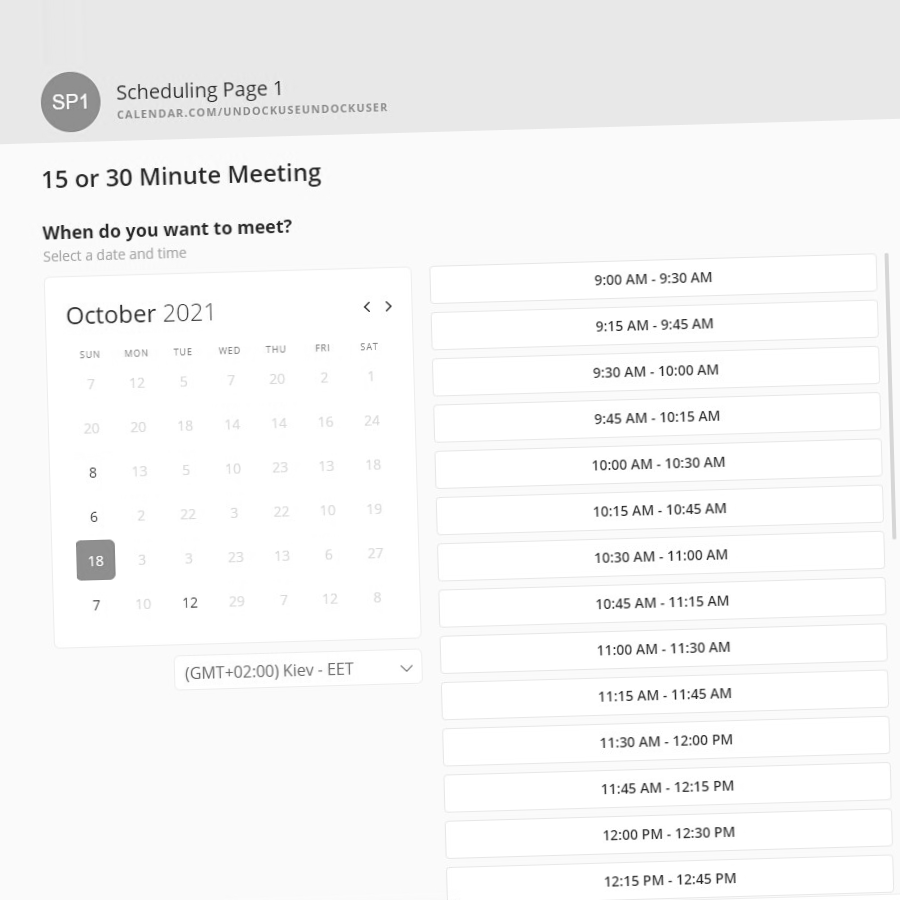 SP1
Scheduling Page 1
CALENDAR.COM/UNDOCKUSEUNDOCKUSER
15 or 30 Minute Meeting
When do you want to meet?
Select a date and time
October 2021
< >
SUN MON TUE WED THU FRI SAT
7 12 5 7 20 2 1
20 20 18 14 14 16 24
8 13 5 10 23 13 18
6 2 22 3 22 10 19
18 3 3 23 13 6 27
7 10 12 29 7 12 8
(GMT+02:00) Kiev - EET
9:00 AM - 9:30 AM
9:15 AM - 9:45 AM
9:30 AM - 10:00 AM
9:45 AM - 10:15 AM
10:00 AM - 10:30 AM
10:15 AM - 10:45 AM
10:30 AM - 11:00 AM
10:45 AM - 11:15 AM
11:00 AM - 11:30 AM
11:15 AM - 11:45 AM
11:30 AM - 12:00 PM
11:45 AM - 12:15 PM
12:00 PM - 12:30 PM
12:15 PM - 12:45 PM